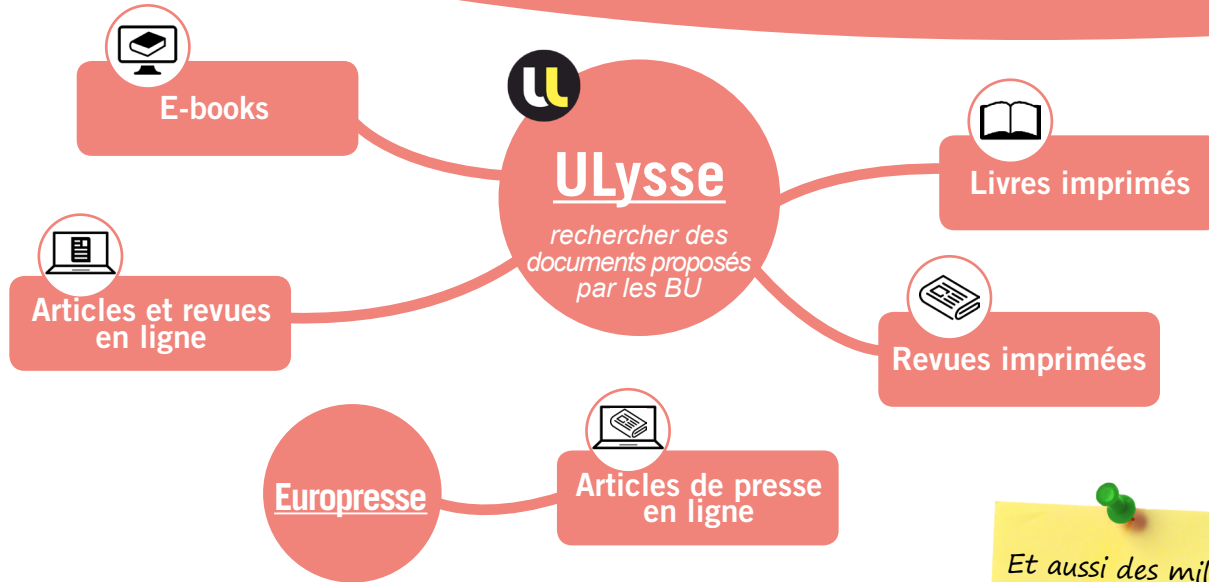 E-books
ULysse
rechercher des
documents proposés
par les BU
Livres imprimés
Articles et revues
en ligne
Revues imprimées
Europresse
Articles de presse
en ligne
Et aussi des mil